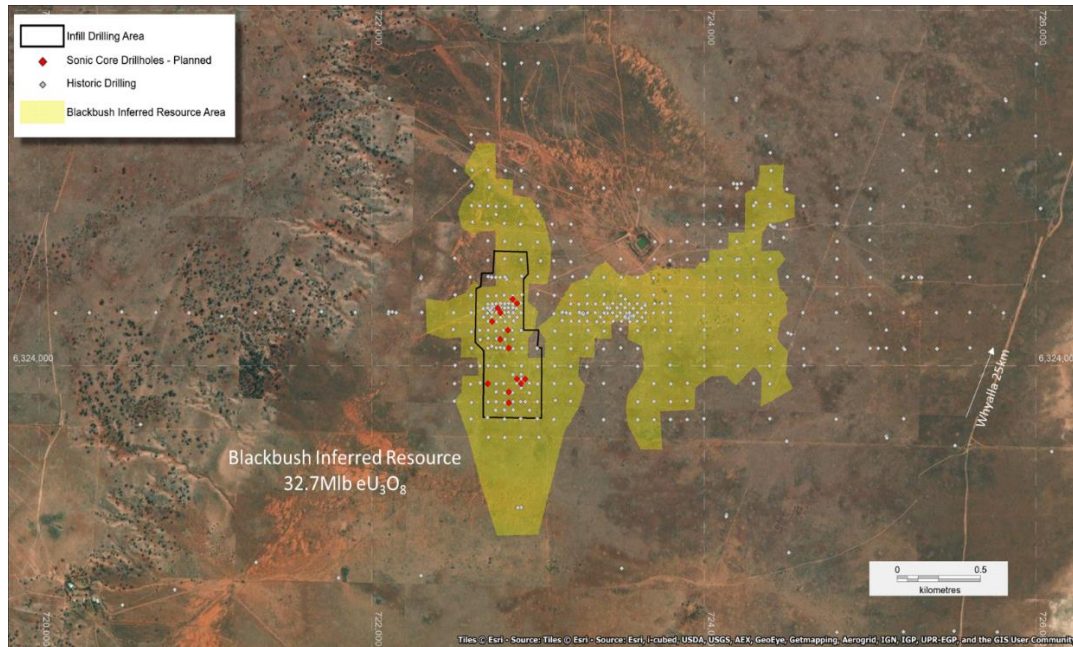 Infill Drilling Area
Sonic Core Drillholes - Planned
Historic Drilling
Blackbush Inferred Resource Area
722,000
724,000
726,000
6,324,000
6,324,000
Whyalla 25km
Blackbush Inferred Resource
32.7Mlb eU₃O₈
0 0.5
kilometres
720,000
722,000
724,000
726,000
Tiles © Esri - Source: Tiles © Esri - Source: Esri, i-cubed, USDA, USGS, AEX, GeoEye, Getmapping, Aerogrid, IGN, IGP, UPR-EGP, and the GIS User Community